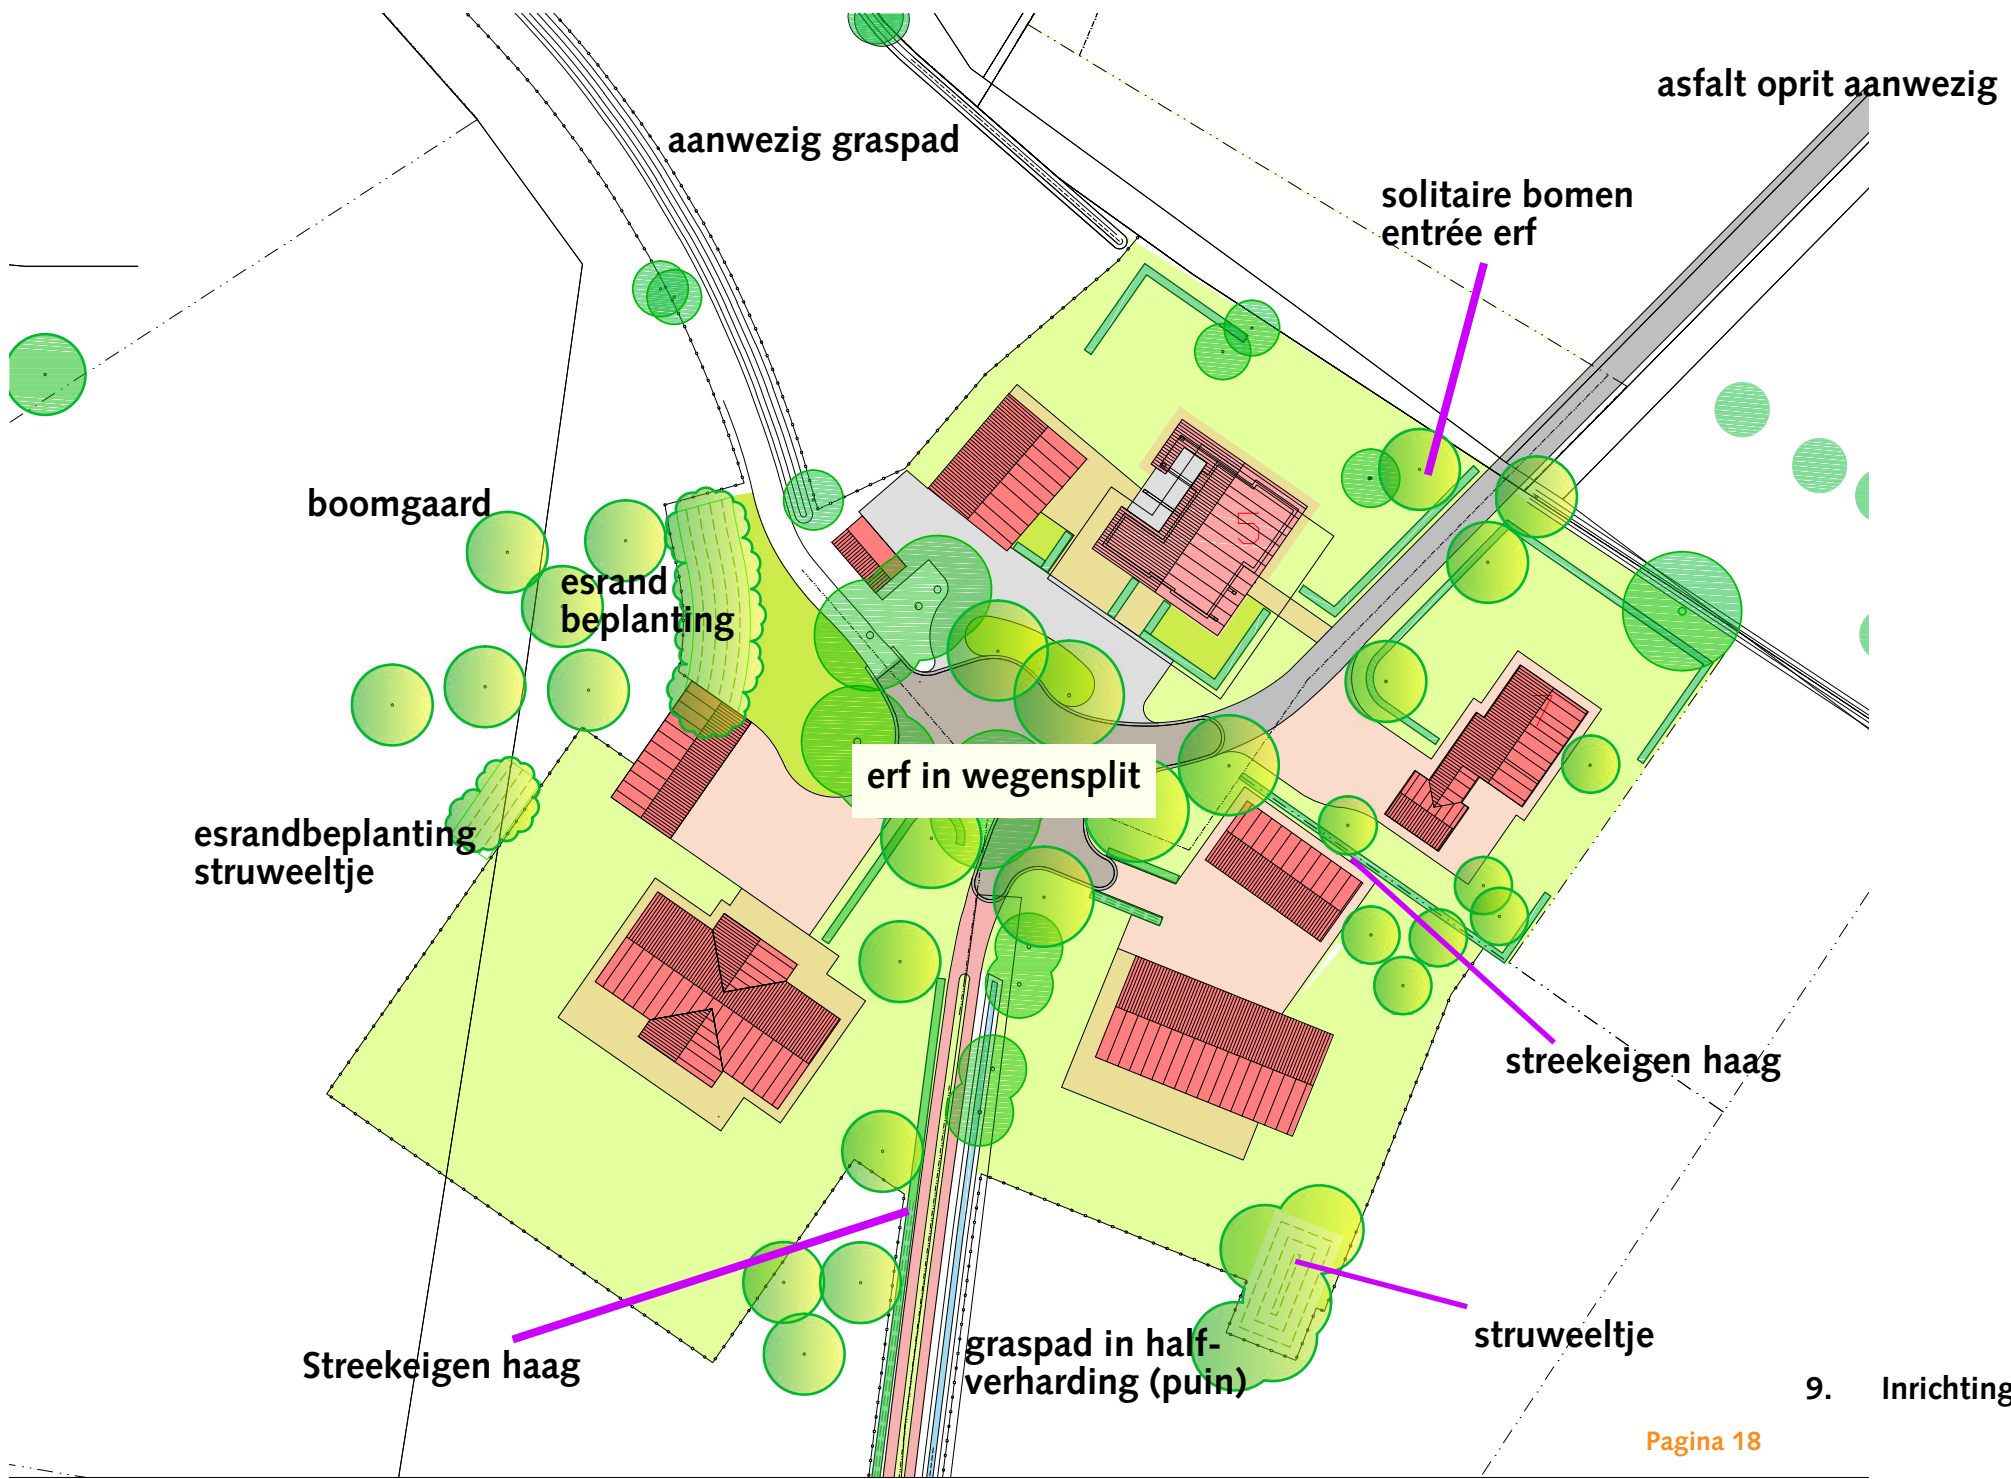 asfalt oprit aanwezig
aanwezig graspad
solitaire bomen
entrée erf
boomgaard
esrand
beplanting
5
erf in wegensplit
esrandbeplanting
struweeltje
streekeigen haag
Streekeigen haag
graspad in half-
verharding (puin)
struweeltje
9. Inrichting
Pagina 18